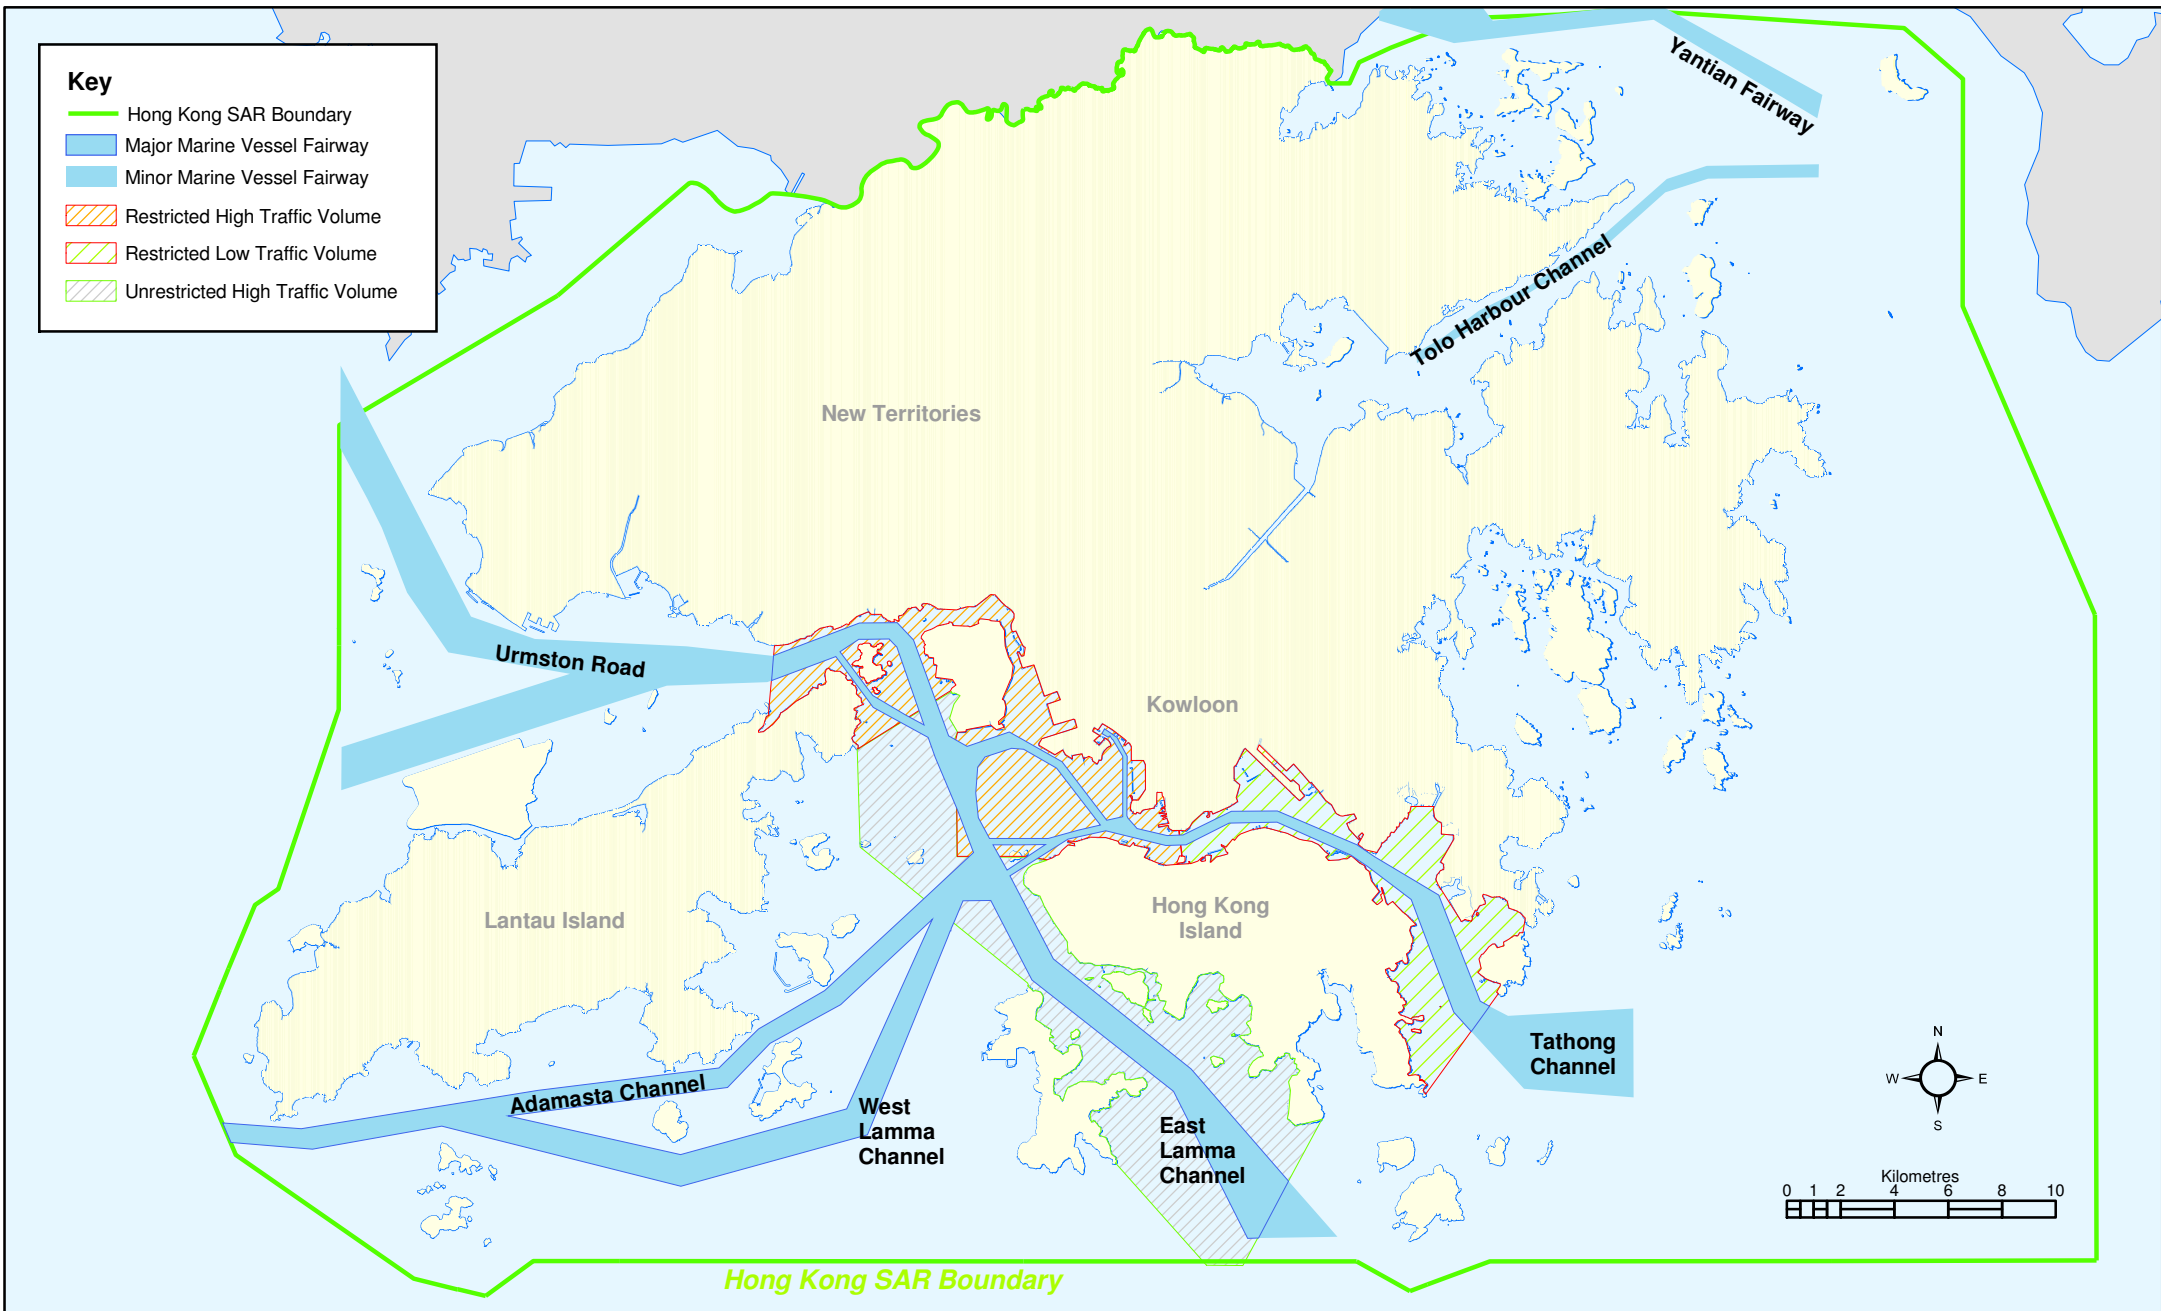 Key
Hong Kong SAR Boundary
Major Marine Vessel Fairway
Minor Marine Vessel Fairway
Restricted High Traffic Volume
Restricted Low Traffic Volume
Unrestricted High Traffic Volume
Yantian Fairway
Tolo Harbour Channel
New Territories
Urmston Road
Kowloon
Lantau Island
Hong Kong
Island
Adamasta Channel
West
Lamma
Channel
East
Lamma
Channel
Tathong
Channel
N
W E
S
Kilometres
0 1 2 4 6 8 10
Hong Kong SAR Boundary